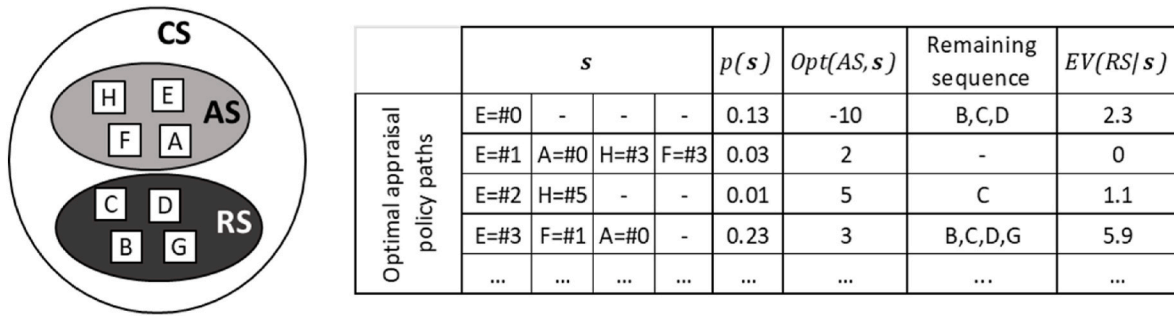 CS
H E
AS
F A
C D
RS
B G
s p(s) Opt(AS, s) Remaining sequence EV(RS| s)
Optimal appraisal policy paths
E=#0 - - - 0.13 -10 B,C,D 2.3
E=#1 A=#0 H=#3 F=#3 0.03 2 - 0
E=#2 H=#5 - - 0.01 5 C 1.1
E=#3 F=#1 A=#0 - 0.23 3 B,C,D,G 5.9
... ... ... ... ... ... ... ...